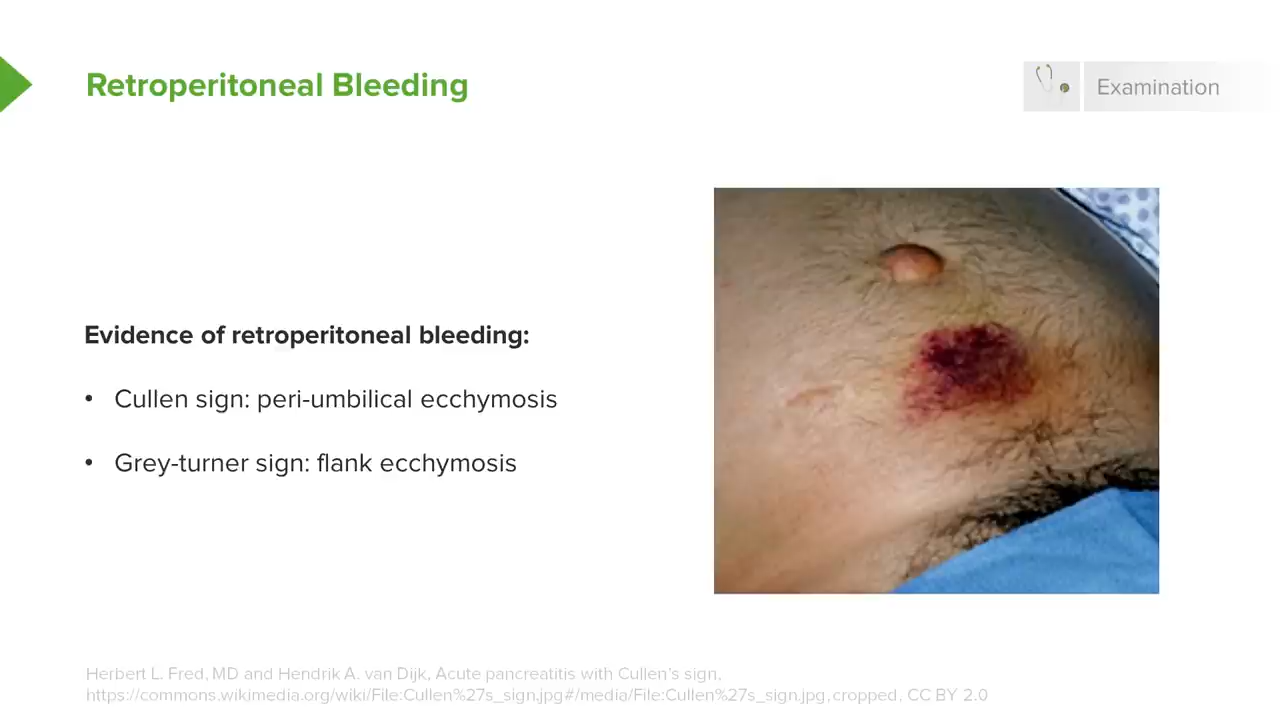 Retroperitoneal Bleeding
Examination
Evidence of retroperitoneal bleeding:
• Cullen sign: peri-umbilical ecchymosis
• Grey-turner sign: flank ecchymosis
Herbert L. Fred, MD and Hendrik A. van Dijk, Acute pancreatitis with Cullen's sign,
https://commons.wikimedia.org/wiki/File:Cullen%27s_sign.jpg#/media/File:Cullen%27s_sign.jpg, cropped, CC BY 2.0